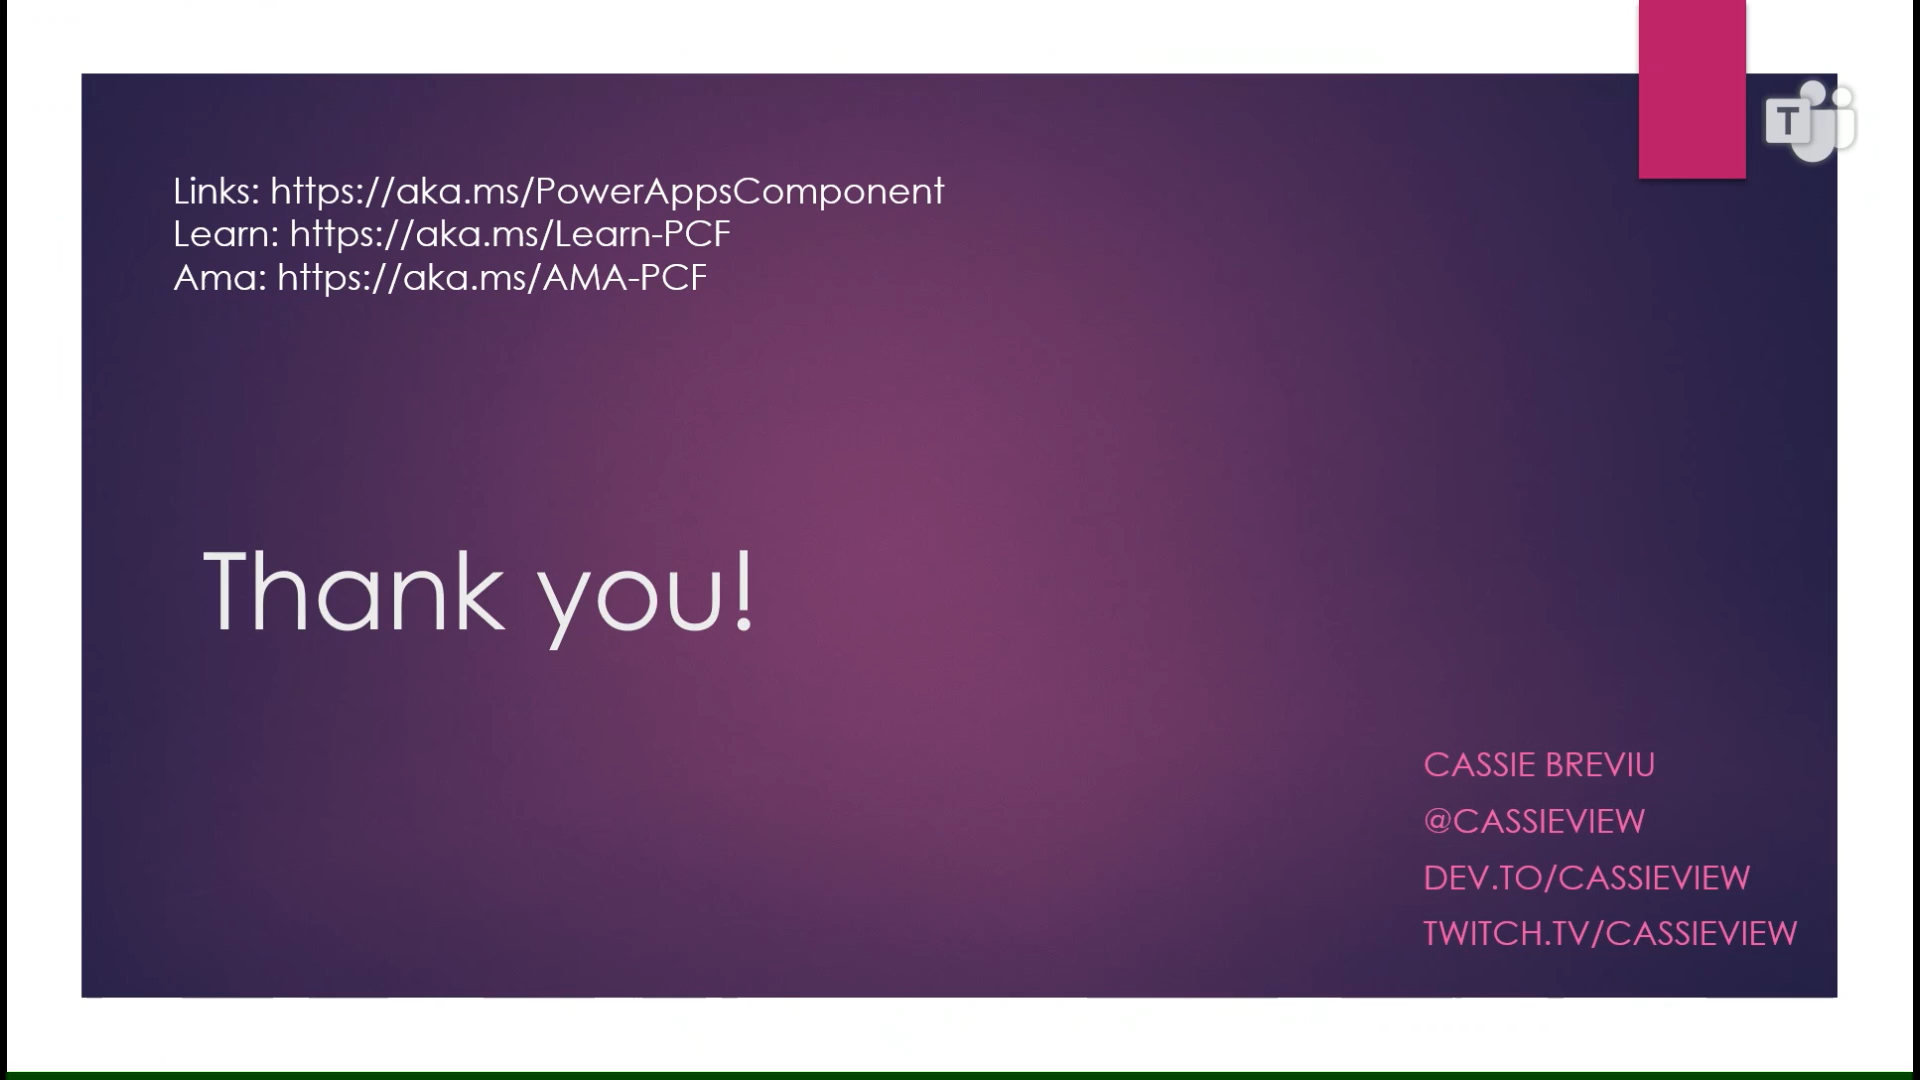 Links: https://aka.ms/PowerAppsComponent
Learn: https://aka.ms/Learn-PCF
Ama: https://aka.ms/AMA-PCF
T
Thank you!
CASSIE BREVIU
@CASSIEVIEW
DEV.TO/CASSIEVIEW
TWITCH.TV/CASSIEVIEW